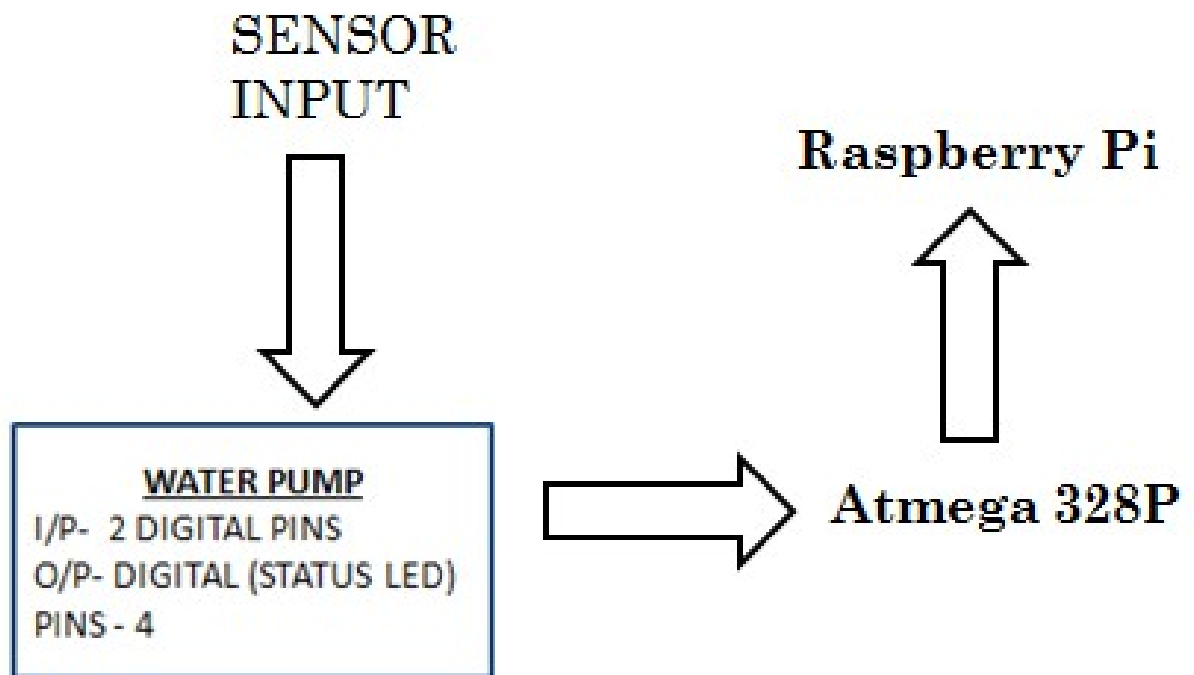 SENSOR
INPUT
Raspberry Pi
WATER PUMP
I/P- 2 DIGITAL PINS
O/P- DIGITAL (STATUS LED)
PINS - 4
Atmega 328P